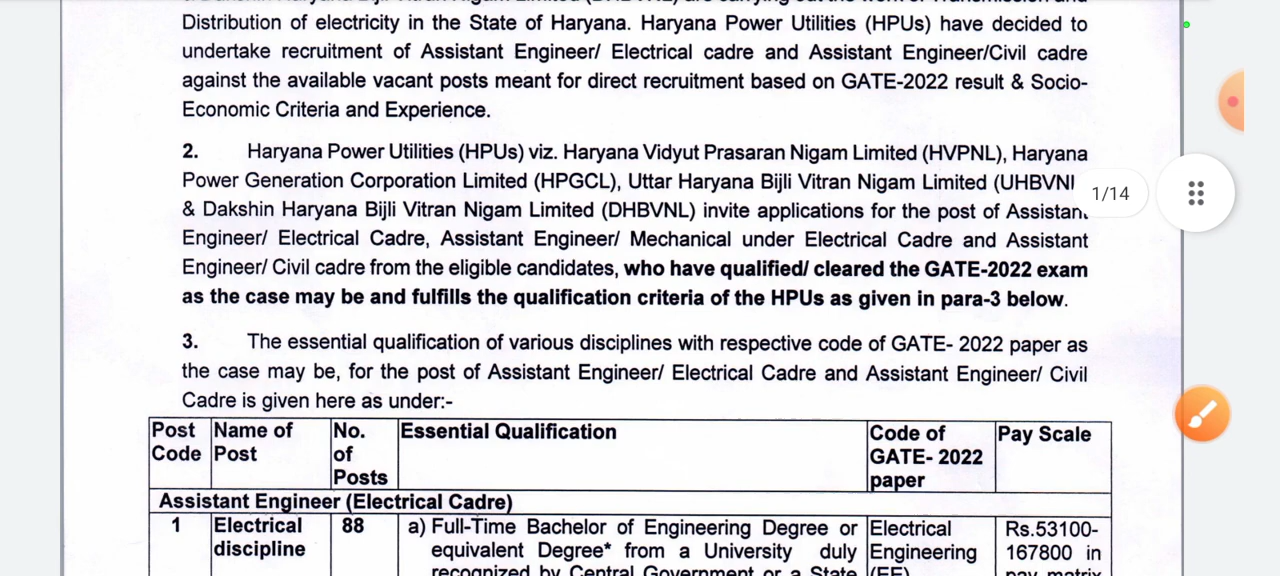 Distribution of electricity in the State of Haryana. Haryana Power Utilities (HPUs) have decided to
undertake recruitment of Assistant Engineer/ Electrical cadre and Assistant Engineer/Civil cadre
against the available vacant posts meant for direct recruitment based on GATE-2022 result & Socio-
Economic Criteria and Experience.
2. Haryana Power Utilities (HPUs) viz. Haryana Vidyut Prasaran Nigam Limited (HVPNL), Haryana
Power Generation Corporation Limited (HPGCL), Uttar Haryana Bijli Vitran Nigam Limited (UHBVNL
1/14
& Dakshin Haryana Bijli Vitran Nigam Limited (DHBVNL) invite applications for the post of Assistant
Engineer/ Electrical Cadre, Assistant Engineer/ Mechanical under Electrical Cadre and Assistant
Engineer/ Civil cadre from the eligible candidates, who have qualified/ cleared the GATE-2022 exam
as the case may be and fulfills the qualification criteria of the HPUs as given in para-3 below.
3. The essential qualification of various disciplines with respective code of GATE- 2022 paper as
the case may be, for the post of Assistant Engineer/ Electrical Cadre and Assistant Engineer/ Civil
Cadre is given here as under:-
Post Name of No. Essential Qualification Code of Pay Scale
Code Post of GATE- 2022
Posts paper
Assistant Engineer (Electrical Cadre)
1 Electrical 88 a) Full-Time Bachelor of Engineering Degree or Electrical Rs.53100-
discipline equivalent Degree* from a University duly Engineering 167800 in
recognized by Central Government or a State (EE) pay matrix